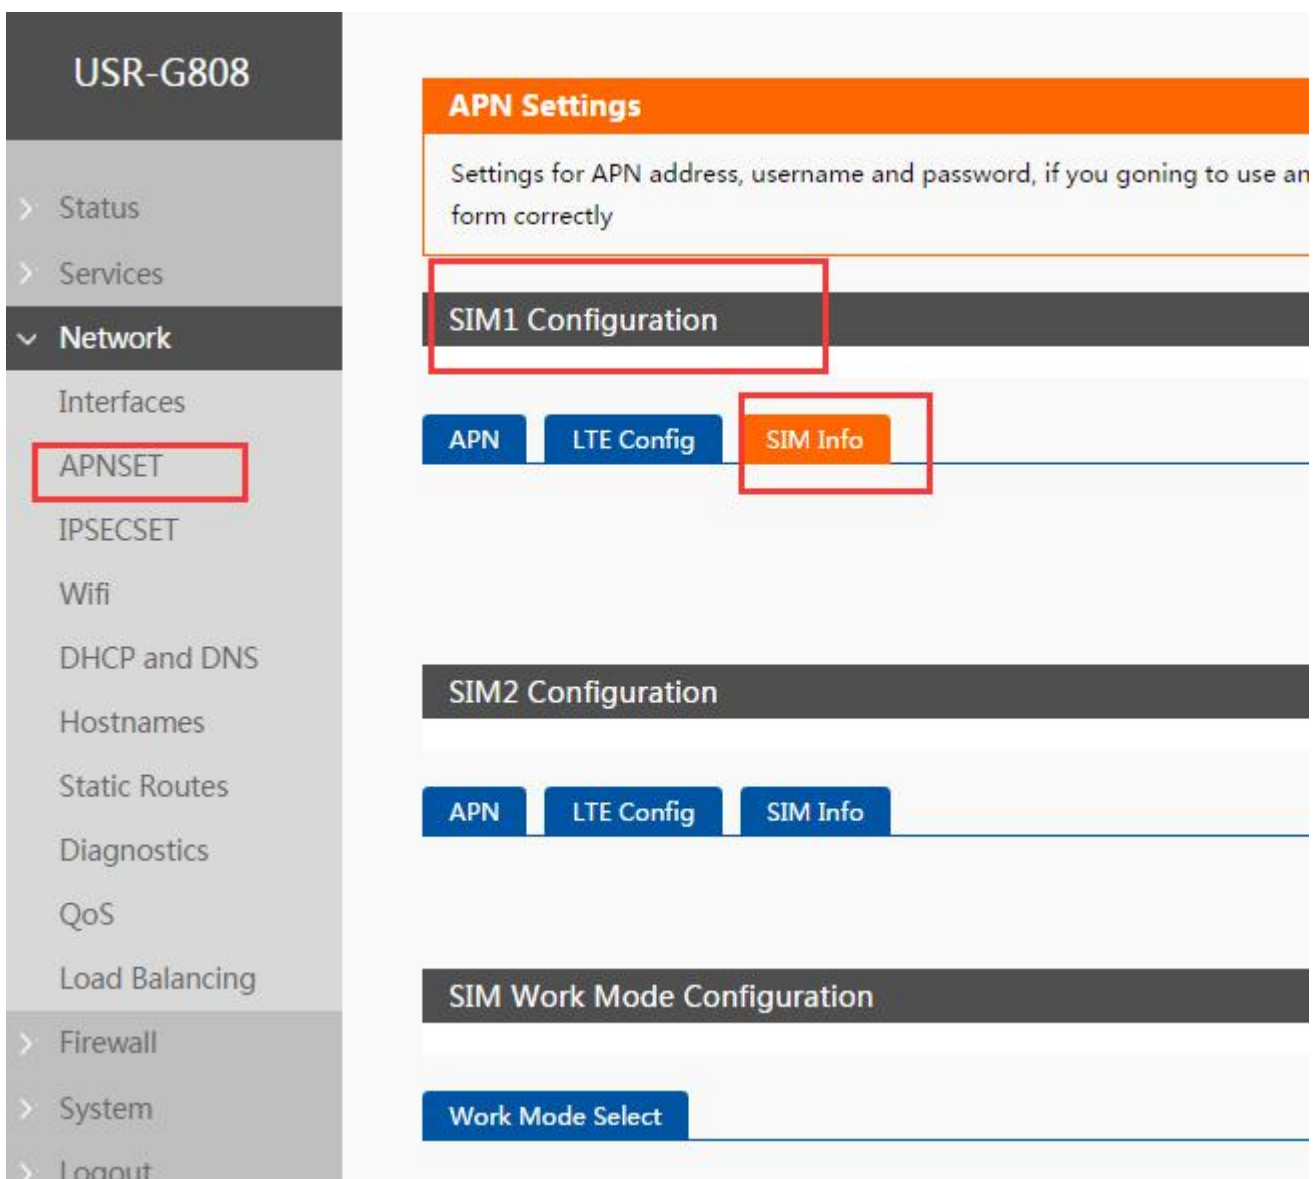 USR-G808
Status
Services
Network
Interfaces
APNSET
IPSECSET
Wifi
DHCP and DNS
Hostnames
Static Routes
Diagnostics
QoS
Load Balancing
Firewall
System
Logout
APN Settings
Settings for APN address, username and password, if you goning to use an
form correctly
SIM1 Configuration
APN LTE Config SIM Info
SIM2 Configuration
APN LTE Config SIM Info
SIM Work Mode Configuration
Work Mode Select